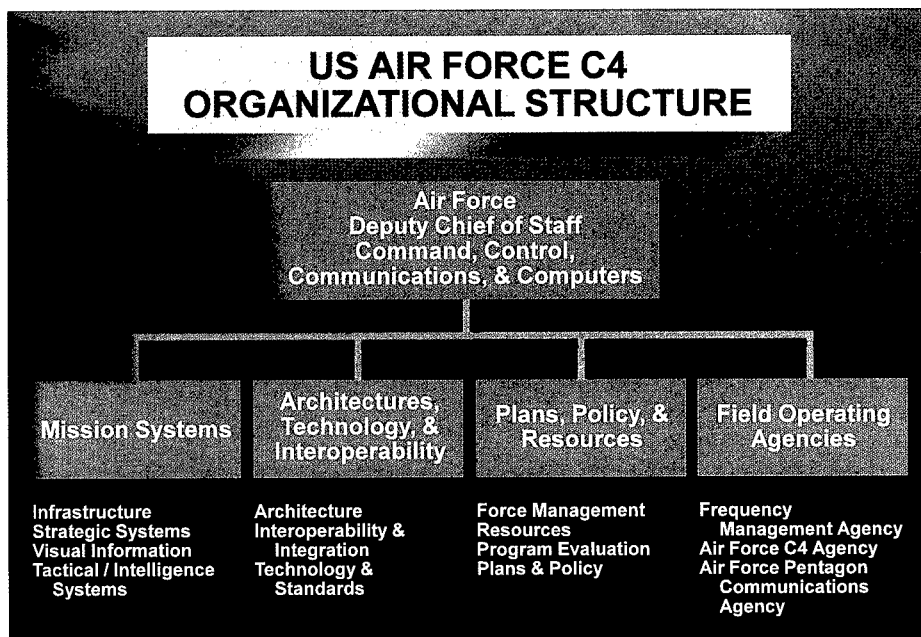 US AIR FORCE C4
ORGANIZATIONAL STRUCTURE
Air Force
Deputy Chief of Staff
Command, Control,
Communications, & Computers
Mission Systems
Architectures,
Technology, &
Interoperability
Plans, Policy, &
Resources
Field Operating
Agencies
Infrastructure
Strategic Systems
Visual Information
Tactical / Intelligence
Systems
Architecture
Interoperability &
Integration
Technology &
Standards
Force Management
Resources
Program Evaluation
Plans & Policy
Frequency
Management Agency
Air Force C4 Agency
Air Force Pentagon
Communications
Agency